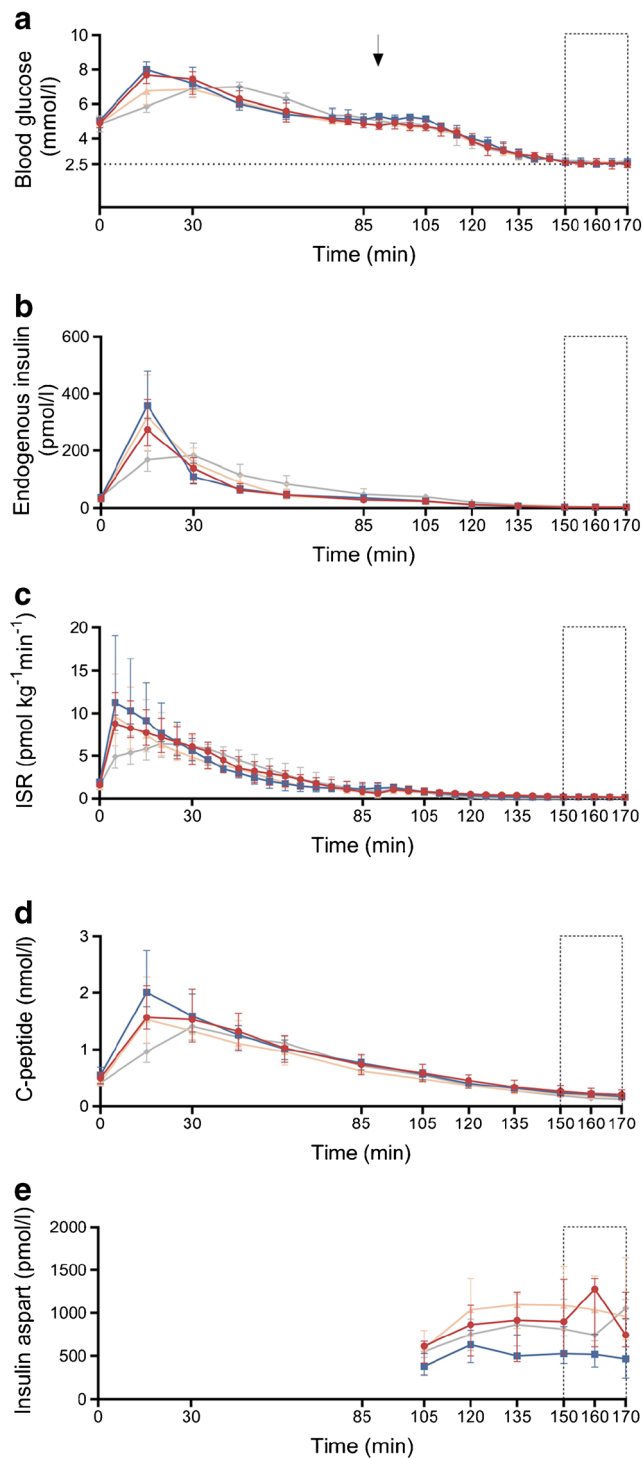 a
Blood glucose
(mmol/l)
10
8
6
4
2.5
0 30 85 105 120 135 150 160 170
Time (min)
b
Endogenous insulin
(pmol/l)
600
400
200
0
0 30 85 105 120 135 150 160 170
Time (min)
c
ISR (pmol kg⁻¹min⁻¹)
20
15
10
5
0
0 30 85 105 120 135 150 160 170
Time (min)
d
C-peptide (nmol/l)
3
2
1
0
0 30 85 105 120 135 150 160 170
Time (min)
e
Insulin aspart (pmol/l)
2000
1500
1000
500
0
0 30 85 105 120 135 150 160 170
Time (min)